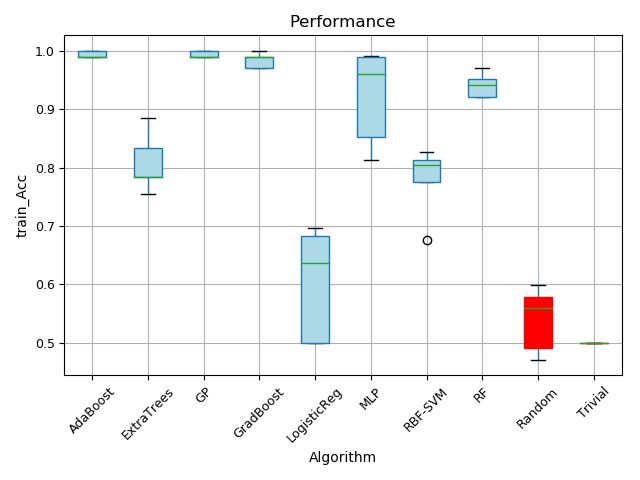 Performance
train_Acc
1.0
0.9
0.8
0.7
0.6
0.5
AdaBoost
ExtraTrees
GP
GradBoost
LogisticReg
MLP
RBF-SVM
RF
Random
Trivial
Algorithm